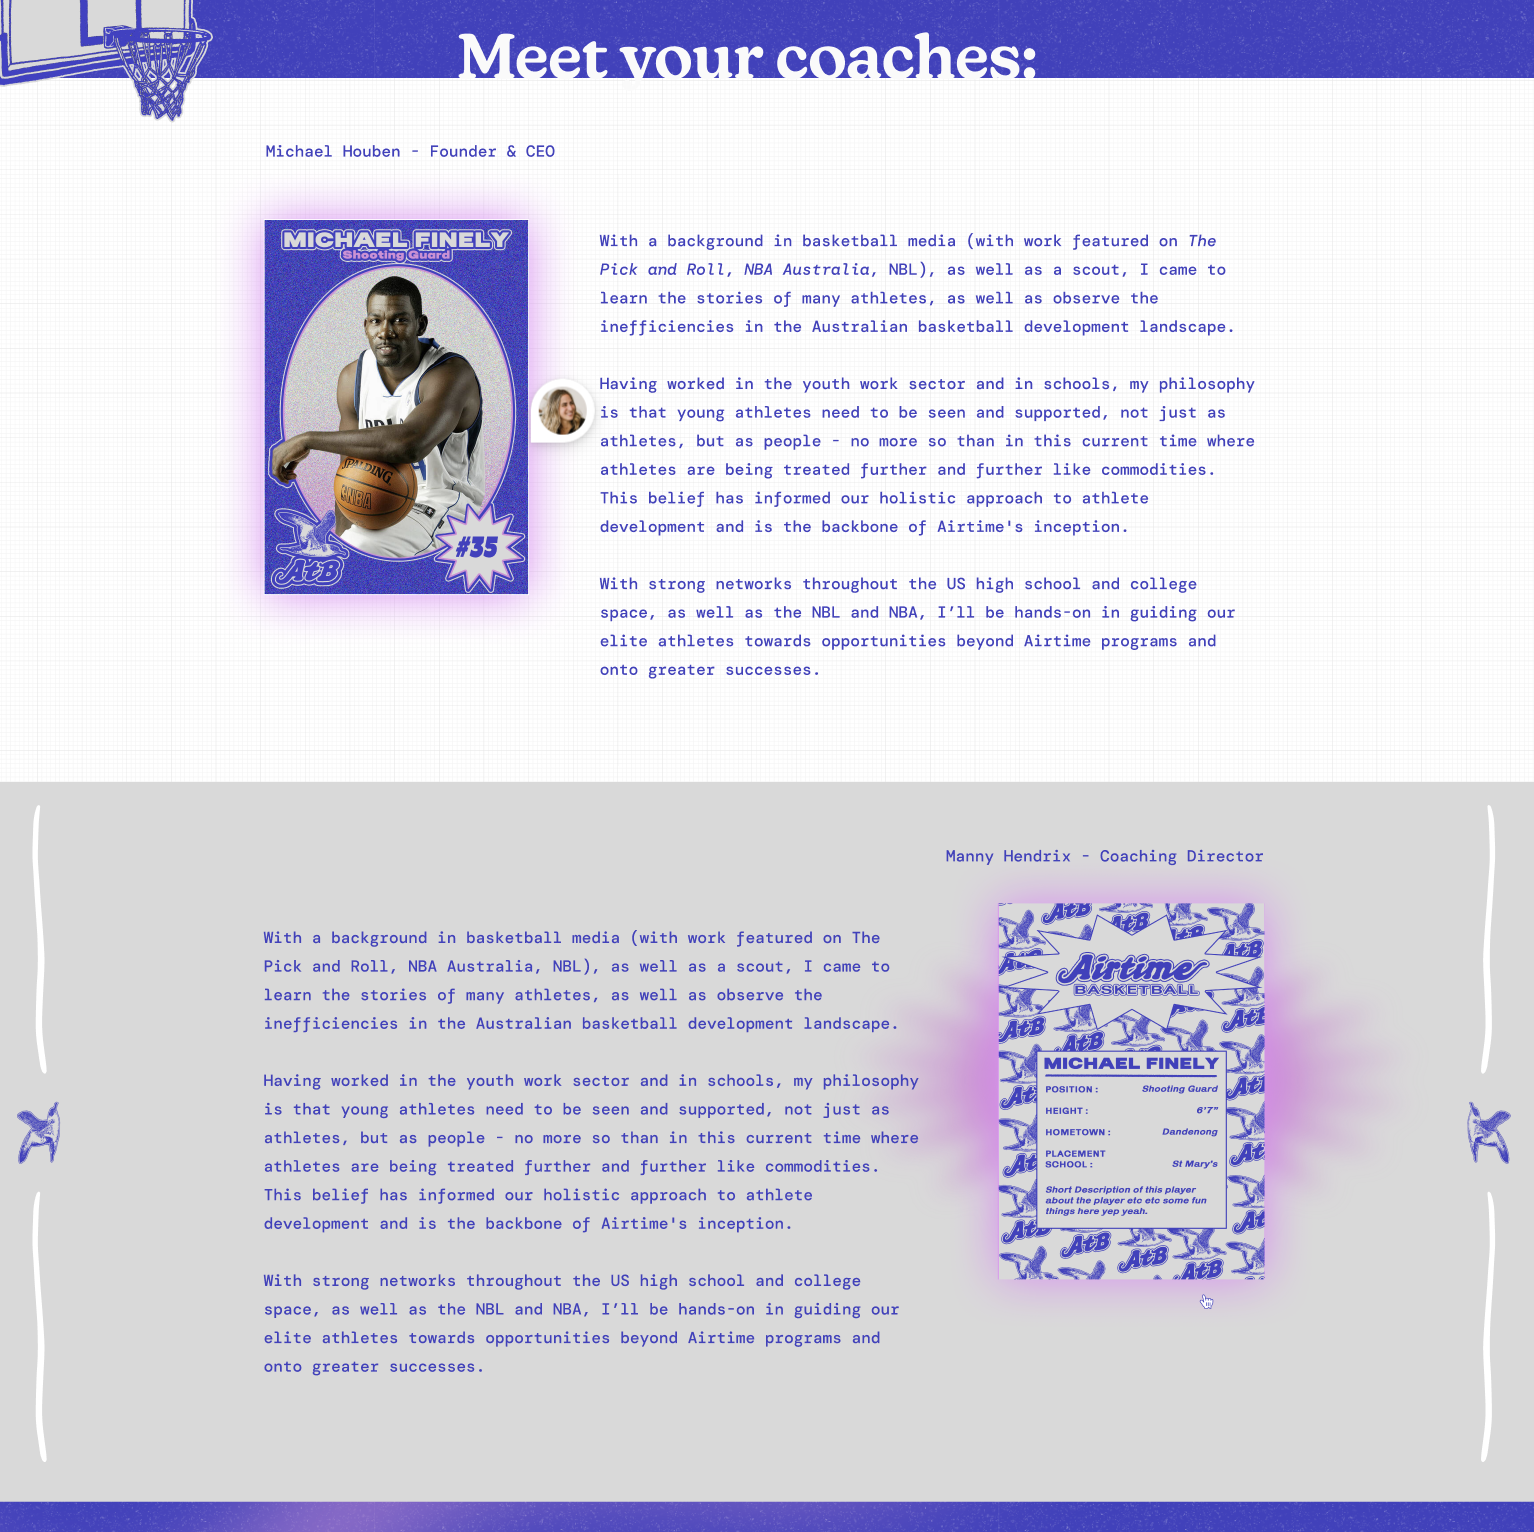 Meet your coaches:
Michael Houben - Founder & CEO
MICHAEL FINELY
Shooting Guard
SPALDING
NBA
#35
AtB
With a background in basketball media (with work featured on The
Pick and Roll, NBA Australia, NBL), as well as a scout, I came to
learn the stories of many athletes, as well as observe the
inefficiencies in the Australian basketball development landscape.
Having worked in the youth work sector and in schools, my philosophy
is that young athletes need to be seen and supported, not just as
athletes, but as people - no more so than in this current time where
athletes are being treated further and further like commodities.
This belief has informed our holistic approach to athlete
development and is the backbone of Airtime's inception.
With strong networks throughout the US high school and college
space, as well as the NBL and NBA, I’ll be hands-on in guiding our
elite athletes towards opportunities beyond Airtime programs and
onto greater successes.
Manny Hendrix - Coaching Director
With a background in basketball media (with work featured on The
Pick and Roll, NBA Australia, NBL), as well as a scout, I came to
learn the stories of many athletes, as well as observe the
inefficiencies in the Australian basketball development landscape.
Having worked in the youth work sector and in schools, my philosophy
is that young athletes need to be seen and supported, not just as
athletes, but as people - no more so than in this current time where
athletes are being treated further and further like commodities.
This belief has informed our holistic approach to athlete
development and is the backbone of Airtime's inception.
With strong networks throughout the US high school and college
space, as well as the NBL and NBA, I’ll be hands-on in guiding our
elite athletes towards opportunities beyond Airtime programs and
onto greater successes.
Airtime
BASKETBALL
MICHAEL FINELY
POSITION : Shooting Guard
HEIGHT : 6'7"
HOMETOWN : Dandenong
PLACEMENT
SCHOOL : St Mary's
Short Description of this player
about the player etc etc some fun
things here yep yeah.
AtB AtB AtB